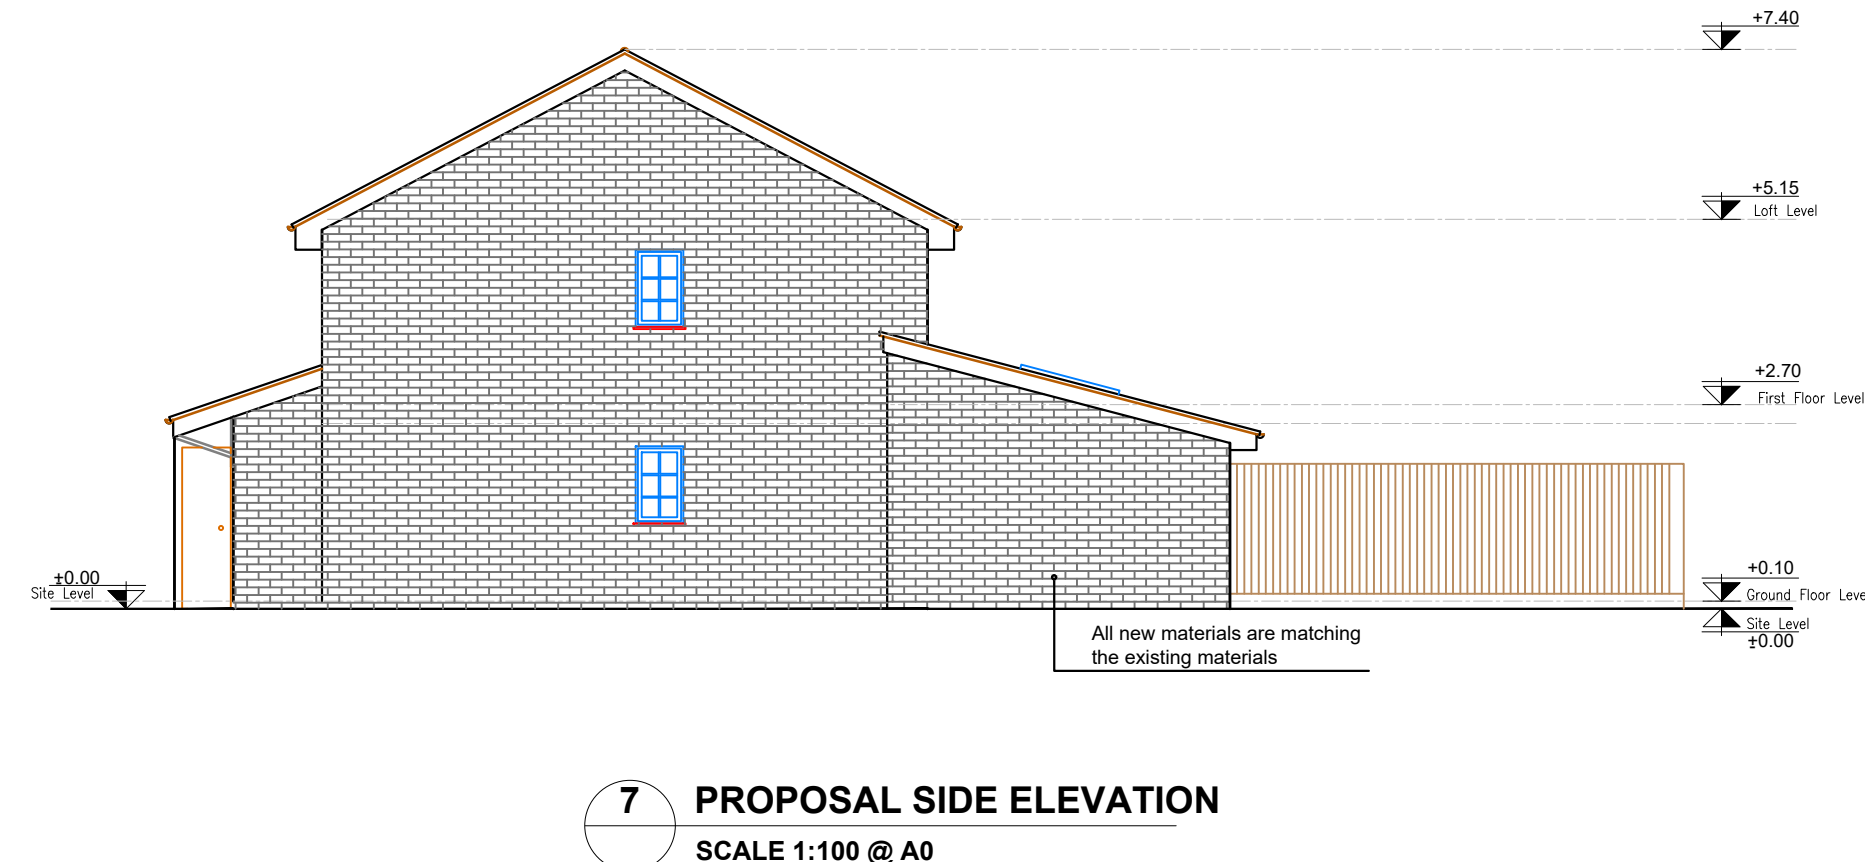 +7.40
+5.15
Loft Level
+2.70
First Floor Level
±0.00
Site Level
+0.10
Ground Floor Leve
Site Level
±0.00
All new materials are matching
the existing materials
7
PROPOSAL SIDE ELEVATION
SCALE 1:100 @ A0